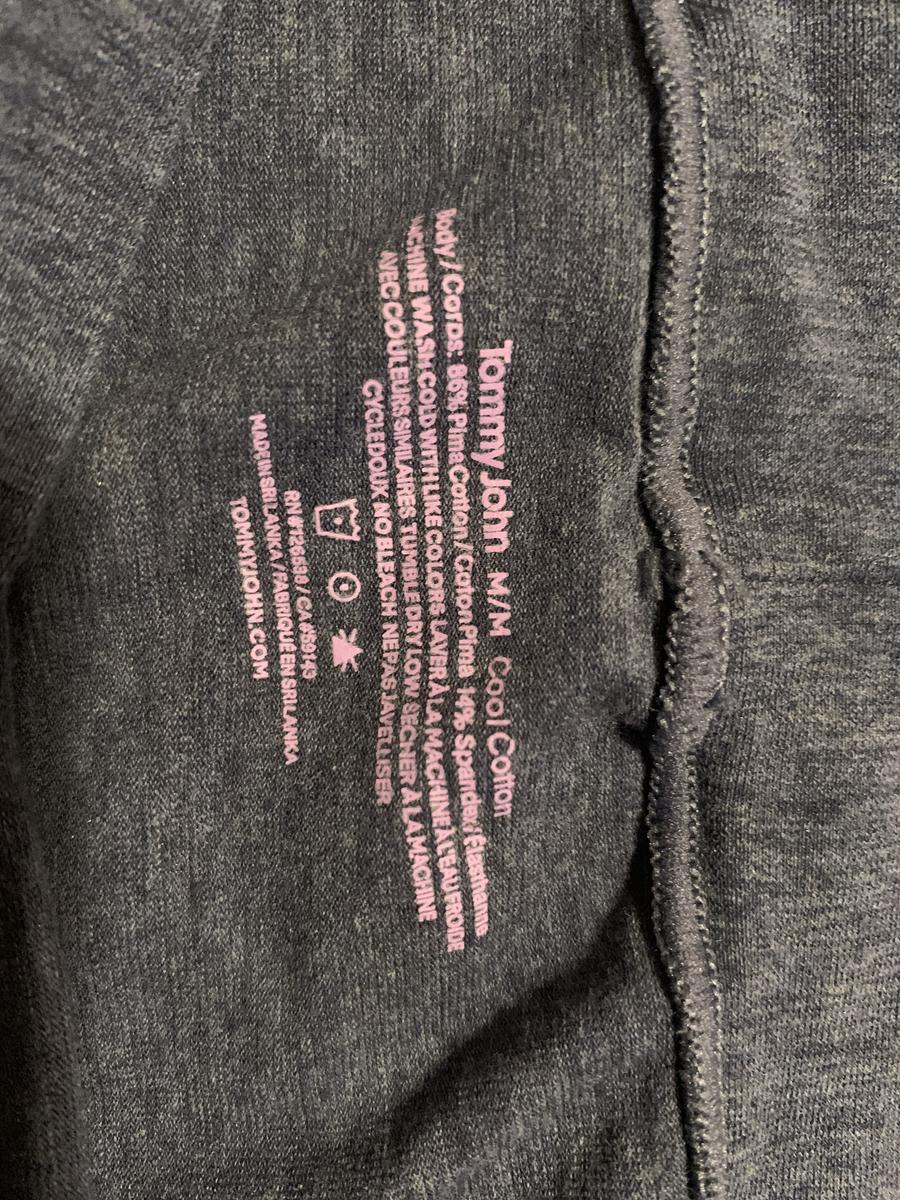 Tommy John M/M Cool Cotton
Body / Corps: 86% Pima Cotton / Coton Pima 14% Spandex/Elasthanne
MACHINE WASH COLD WITH LIKE COLORS LAVER À LA MACHINE À L'EAU FROIDE
AVEC COULEURS SIMILAIRES TUMBLE DRY LOW SÉCHER À LA MACHINE
CYCLE DOUX NO BLEACH NE PAS JAVELLISER
MADE IN SRI LANKA / FABRIQUÉ EN SRI LANKA
TOMMYJOHN.COM